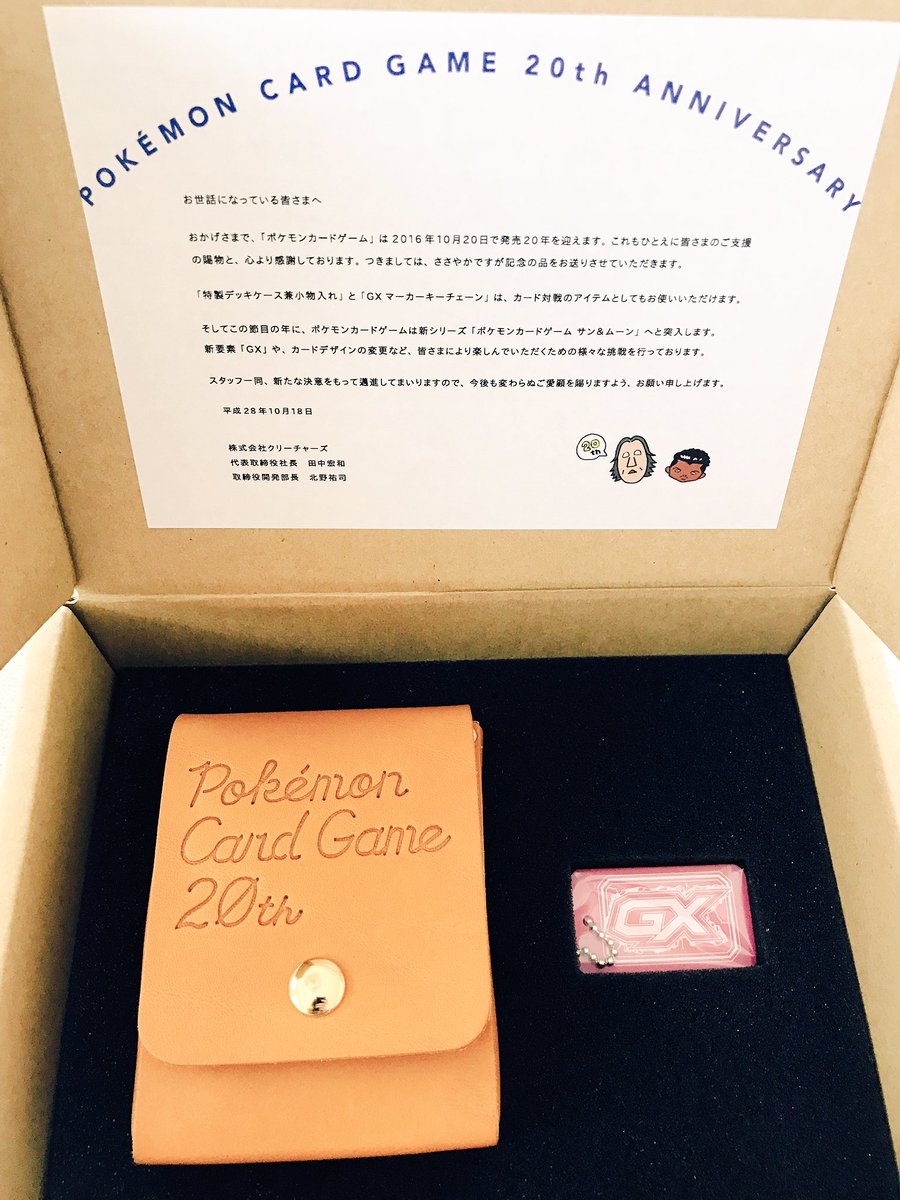 POKÉMON CARD GAME 20th ANNIVERSARY
お世話になっている皆さまへ
おかげさまで、「ポケモンカードゲーム」は2016年10月20日で発売20年を迎えます。これもひとえに皆さまのご支援
の賜物と、心より感謝しております。つきましては、ささやかですが記念の品をお送りさせていただきます。
「特製デッキケース兼小物入れ」と「GXマーカーキーチェーン」は、カード対戦のアイテムとしてもお使いいただけます。
そしてこの節目の年に、ポケモンカードゲームは新シリーズ「ポケモンカードゲーム サン&ムーン」へと突入します。
新要素「GX」や、カードデザインの変更など、皆さまにより楽しんでいただくための様々な挑戦を行っております。
スタッフ一同、新たな決意をもって邁進してまいりますので、今後も変わらぬご愛顧を賜りますよう、お願い申し上げます。
平成28年10月18日
株式会社クリーチャーズ
代表取締役社長 田中宏和
取締役開発部長 北野祐司
20
th
Pokémon
Card Game
20th
GX